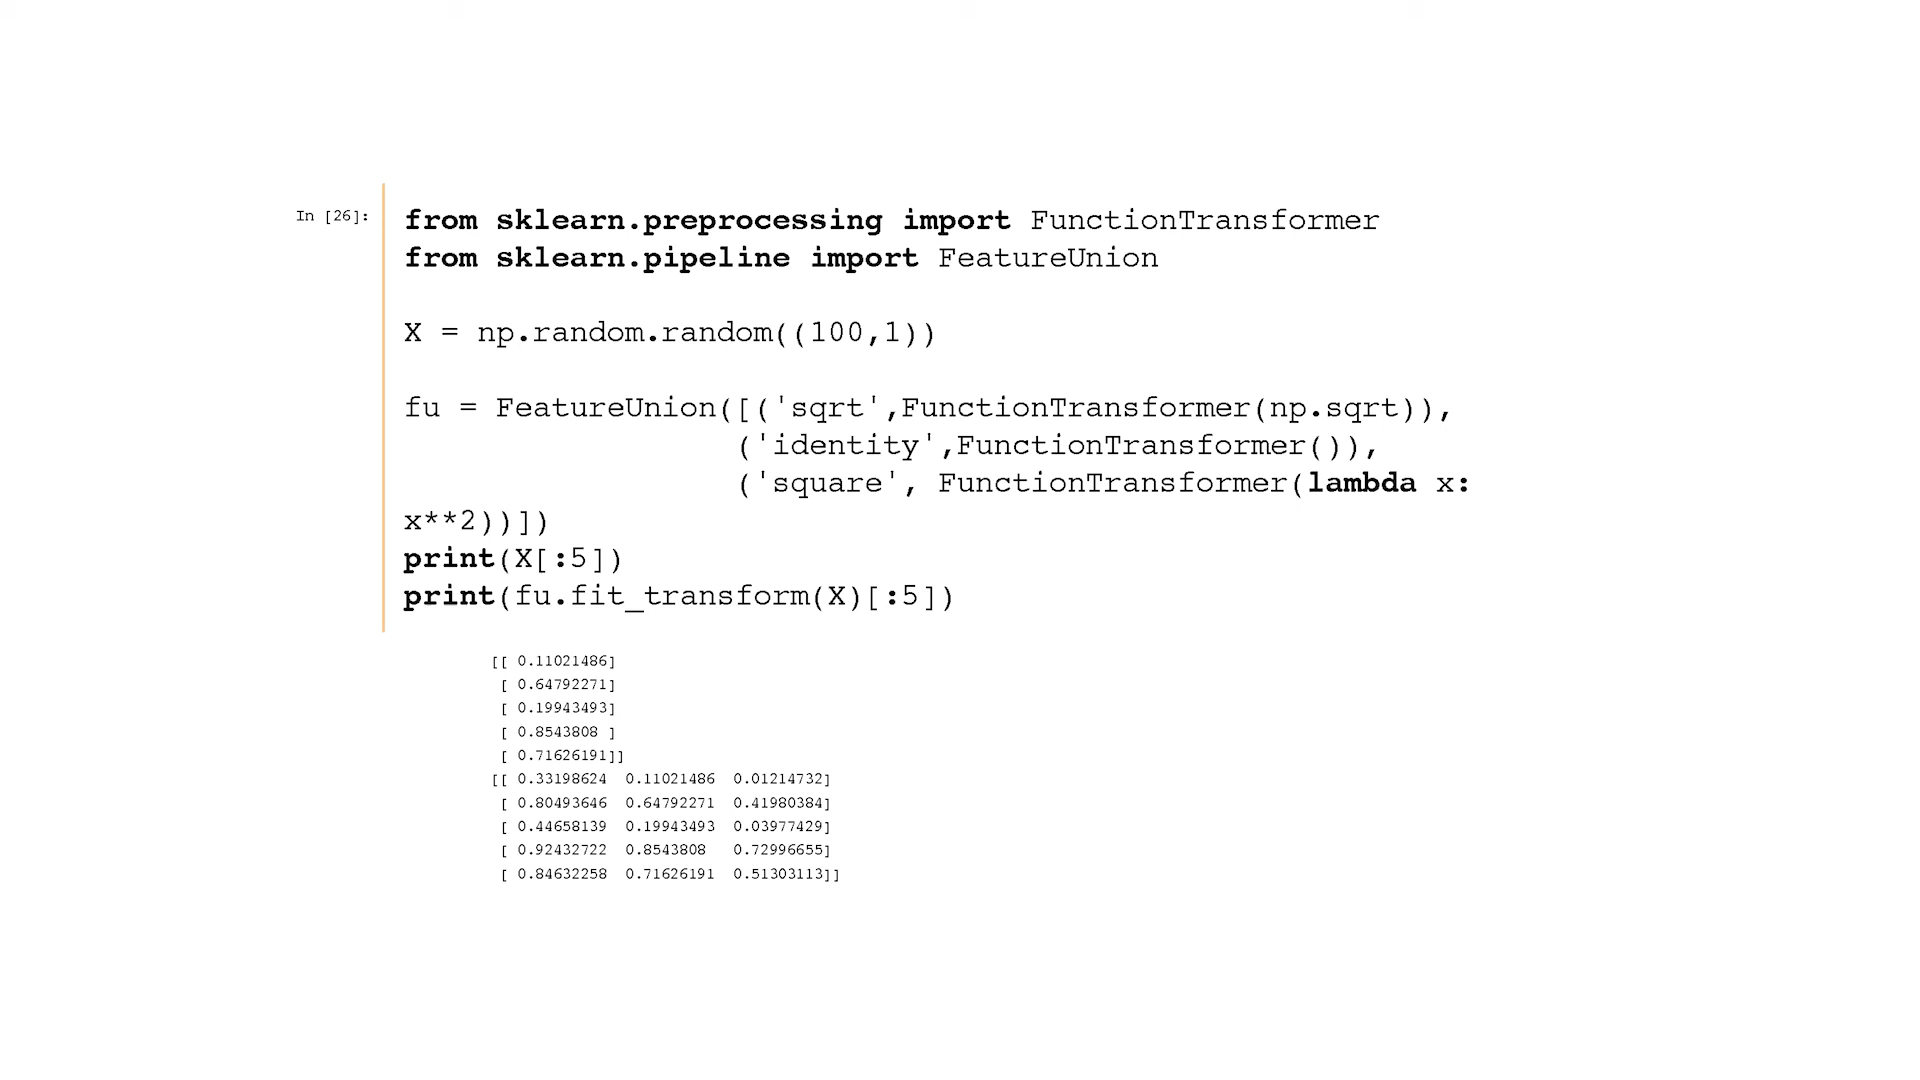 In [26]:
from sklearn.preprocessing import FunctionTransformer
from sklearn.pipeline import FeatureUnion
X = np.random.random((100,1))
fu = FeatureUnion([('sqrt',FunctionTransformer(np.sqrt)),
('identity',FunctionTransformer()),
('square', FunctionTransformer(lambda x:
x**2))])
print(X[:5])
print(fu.fit_transform(X)[:5])
[[ 0.11021486]
[ 0.64792271]
[ 0.19943493]
[ 0.8543808 ]
[ 0.71626191]]
[[ 0.33198624  0.11021486  0.01214732]
[ 0.80493646  0.64792271  0.41980384]
[ 0.44658139  0.19943493  0.03977429]
[ 0.92432722  0.8543808   0.72996655]
[ 0.84632258  0.71626191  0.51303113]]